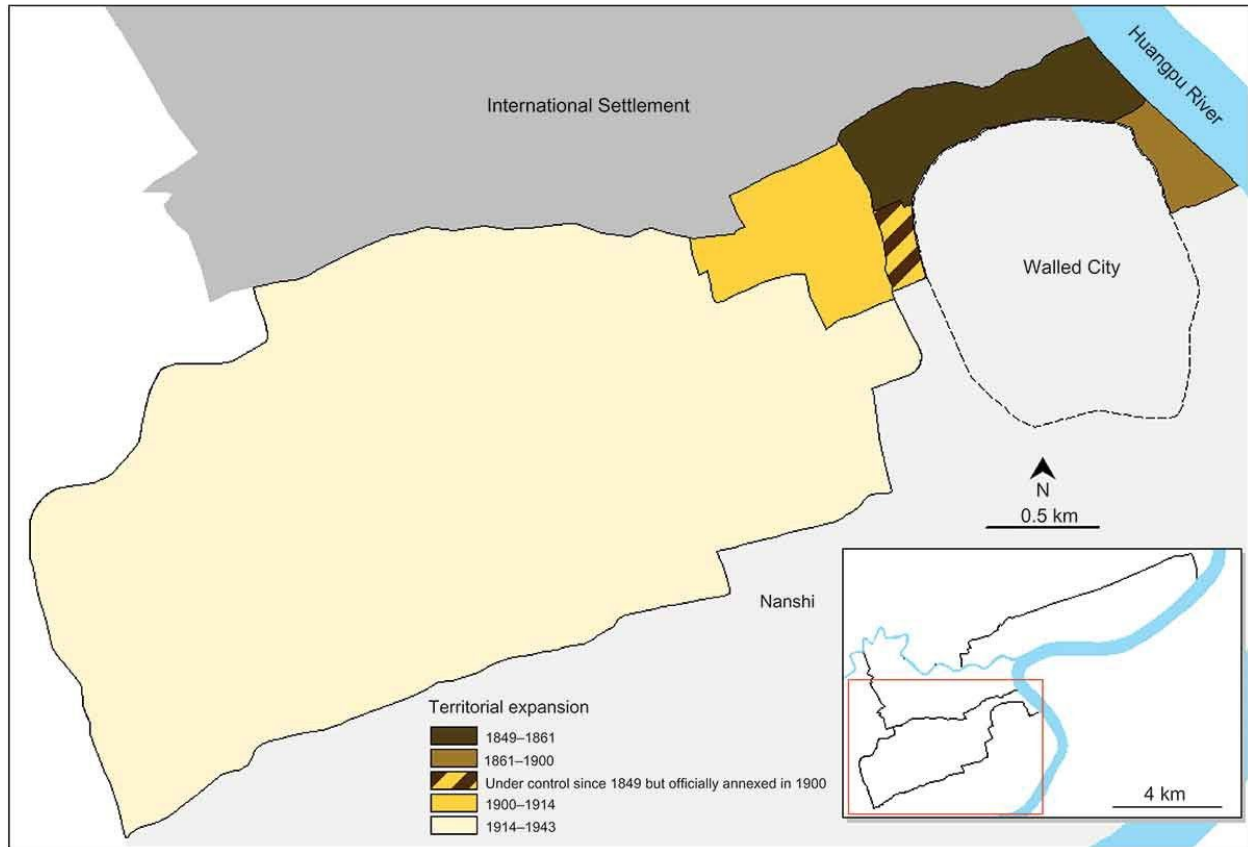 Huangpu River
International Settlement
Walled City
N
0.5 km
Nanshi
Territorial expansion
1849–1861
1861–1900
Under control since 1849 but officially annexed in 1900
1900–1914
1914–1943
4 km